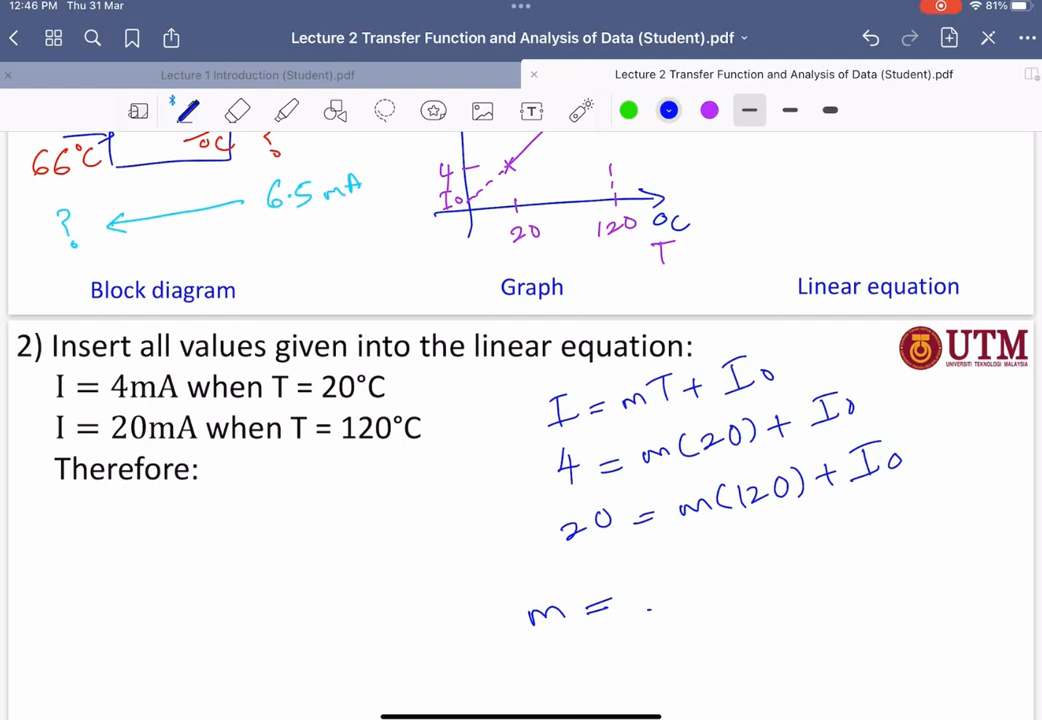 12:46 PM Thu 31 Mar
81%
Lecture 2 Transfer Function and Analysis of Data (Student).pdf
Lecture 1 Introduction (Student).pdf
Lecture 2 Transfer Function and Analysis of Data (Student).pdf
66°C
°C
?
6.5 mA
?
4
I0
20
120
°C
T
Block diagram
Graph
Linear equation
2) Insert all values given into the linear equation:
UTM
UNIVERSITI TEKNOLOGI MALAYSIA
I = 4mA when T = 20°C
I = 20mA when T = 120°C
Therefore:
I = mT + I0
4 = m(20) + I0
20 = m(120) + I0
m = .